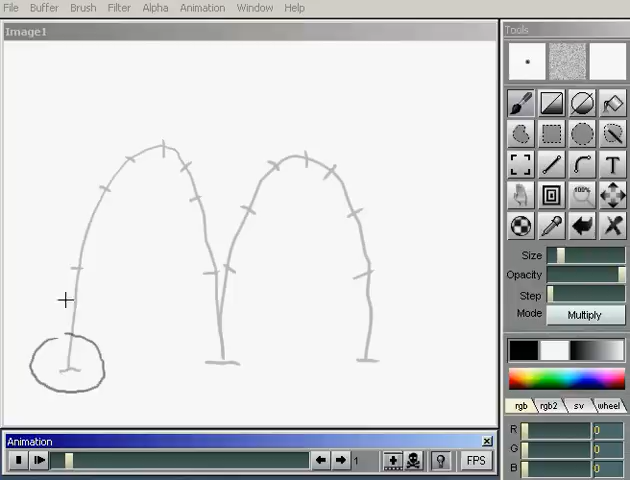 File Buffer Brush Filter Alpha Animation Window Help
Image1
Tools
100%
T
Size
Opacity
Step
Mode Multiply
rgb rgb2 sv wheel
R 0
G 0
B 0
Animation
1 FPS